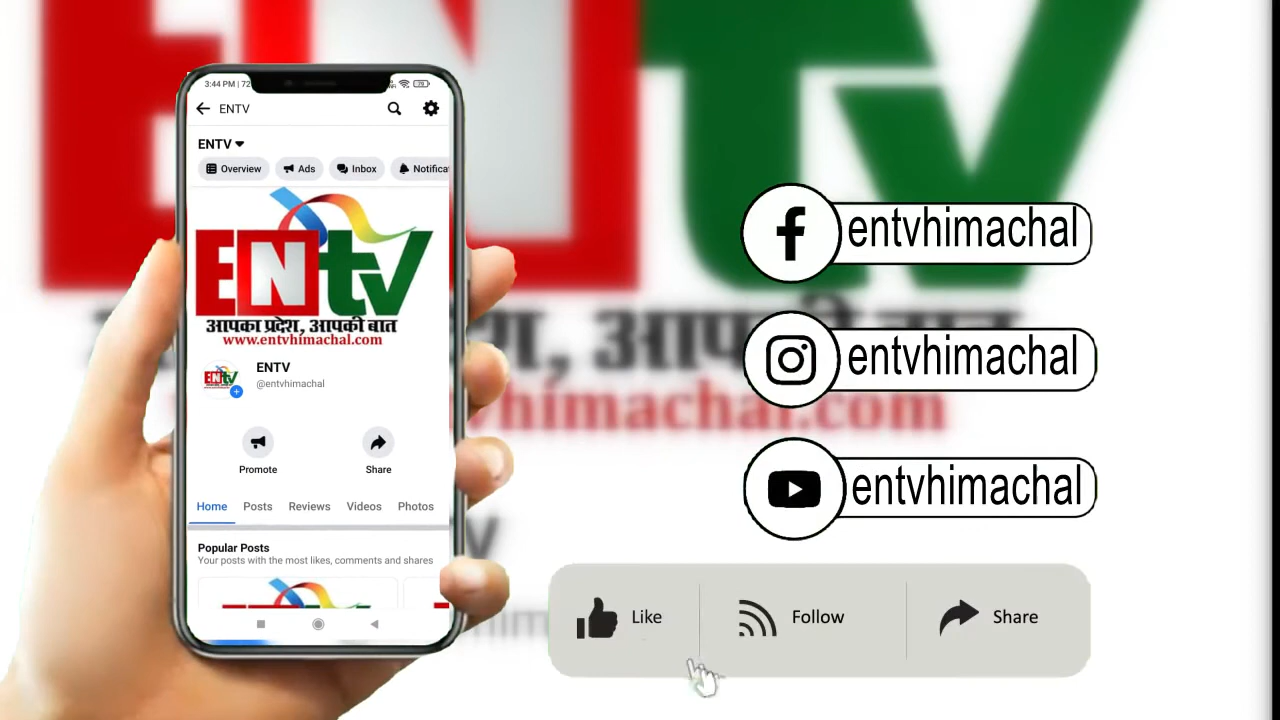 3:44 PM | 72
79
ENTV
ENTV
Overview
Ads
Inbox
Notifica
ENtv
आपका प्रदेश, आपकी बात
www.entvhimachal.com
ENTV
@entvhimachal
Promote
Share
Home
Posts
Reviews
Videos
Photos
Popular Posts
Your posts with the most likes, comments and shares
entvhimachal
entvhimachal
entvhimachal
Like
Follow
Share